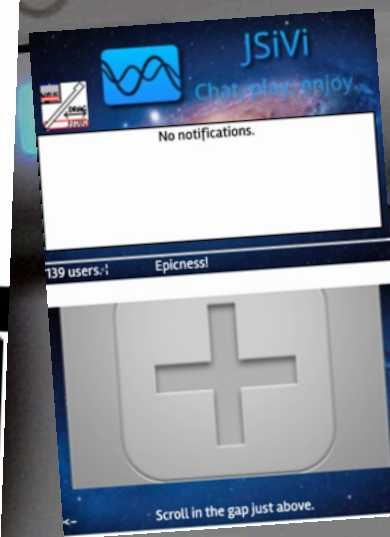 JSiVi
Chat, play, enjoy.
No notifications.
139 users.·¦ Epicness!
Scroll in the gap just above.
<-